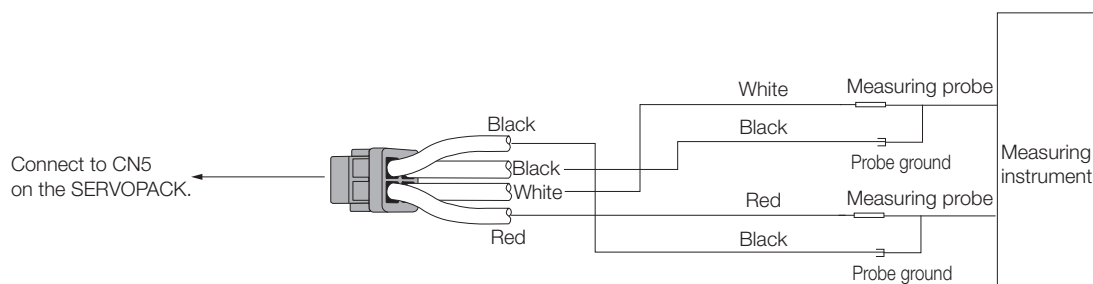 Connect to CN5
on the SERVOPACK.
Black
Black
White
Red
White
Measuring probe
Black
Probe ground
Red
Measuring probe
Black
Probe ground
Measuring
instrument